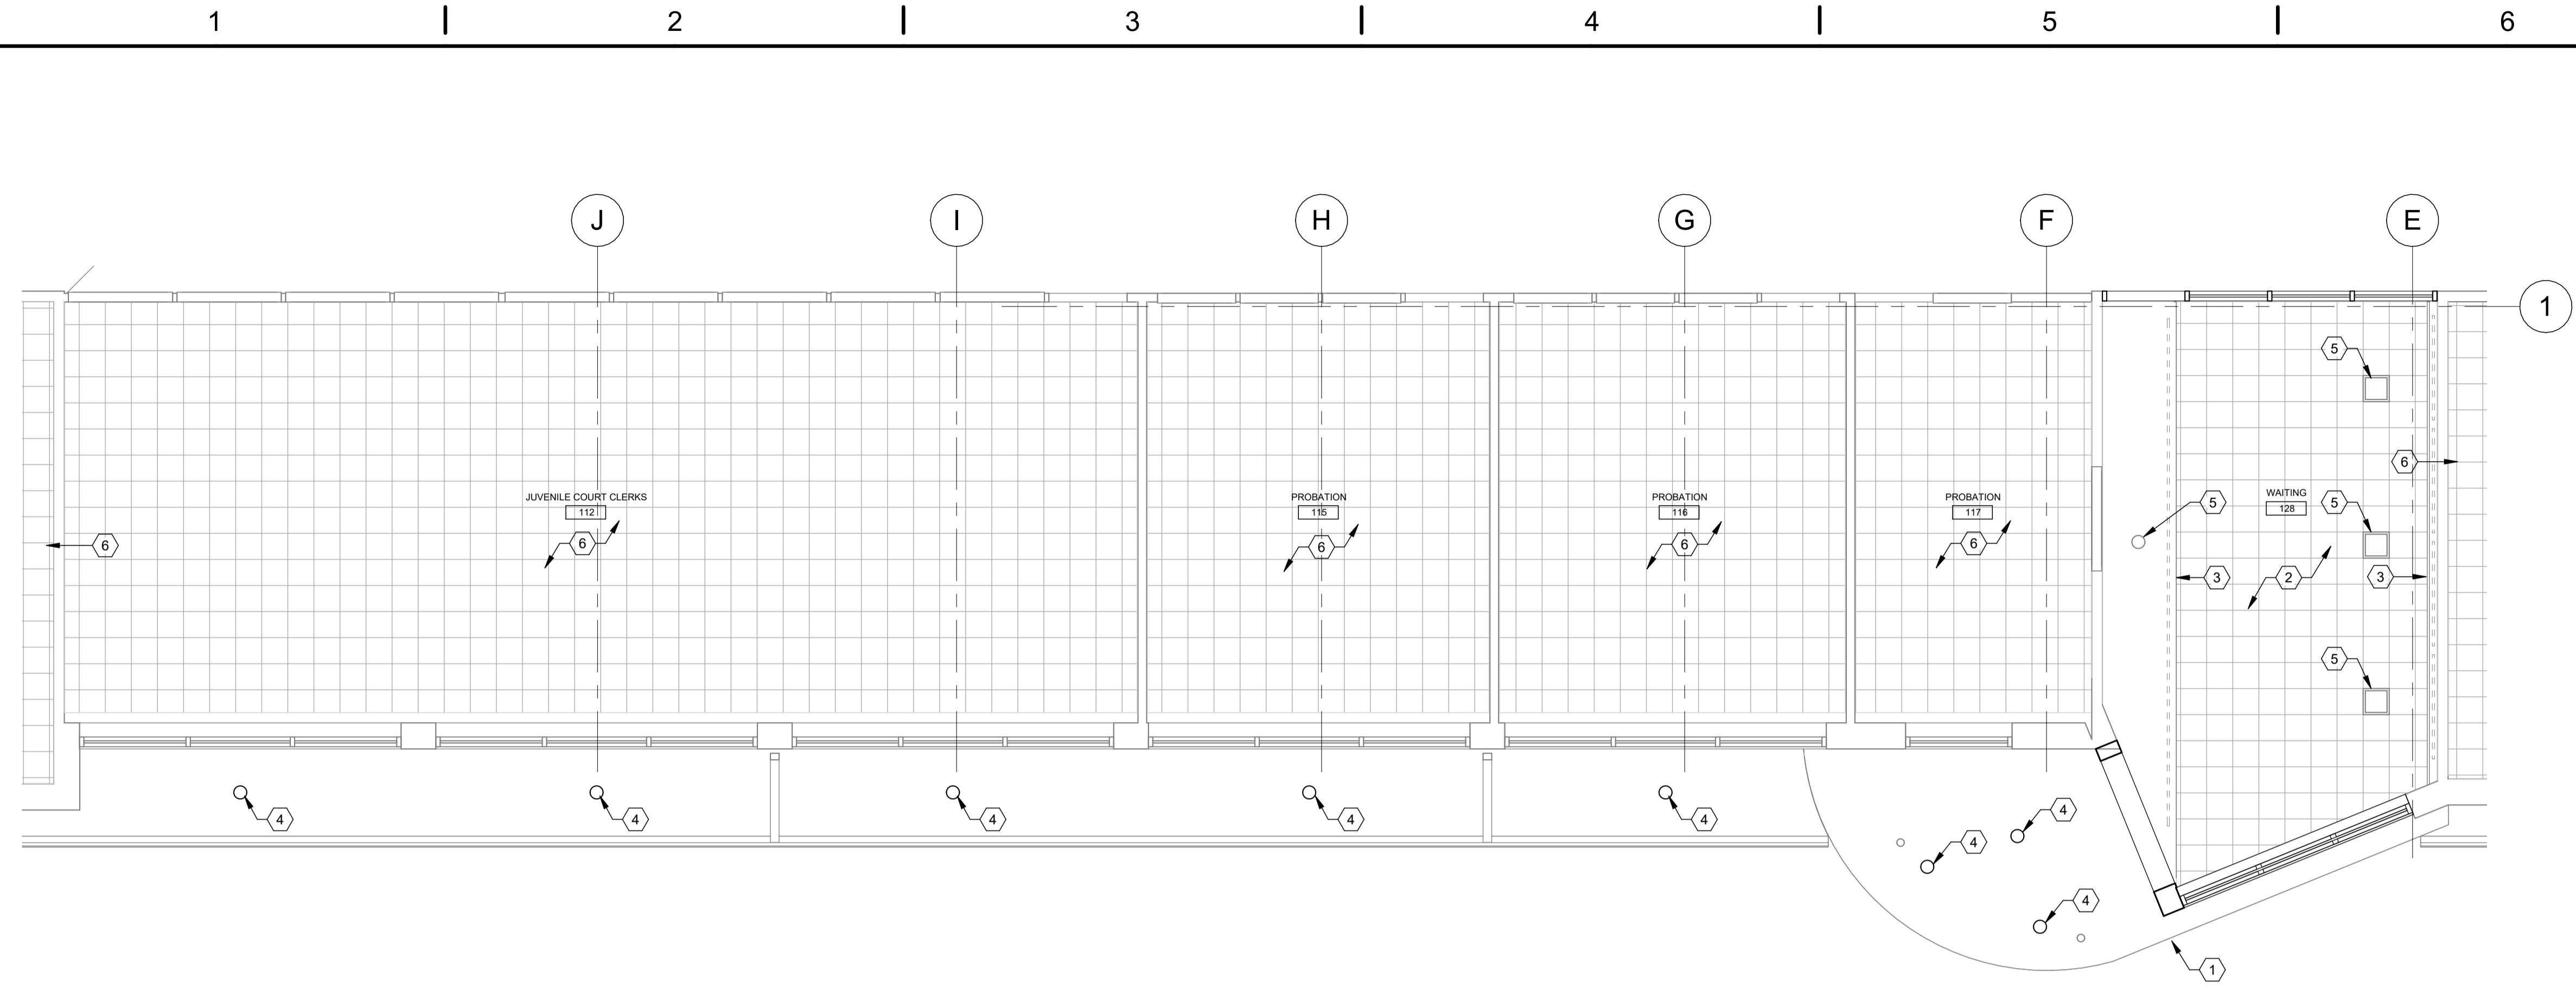 1 2 3 4 5 6
J I H G F E
1
5
6
JUVENILE COURT CLERKS PROBATION PROBATION PROBATION WAITING
112 115 116 117 5 128 5
6 6 6 6 6
3 2 3
5
4 4 4 4 4 4
4
4
1